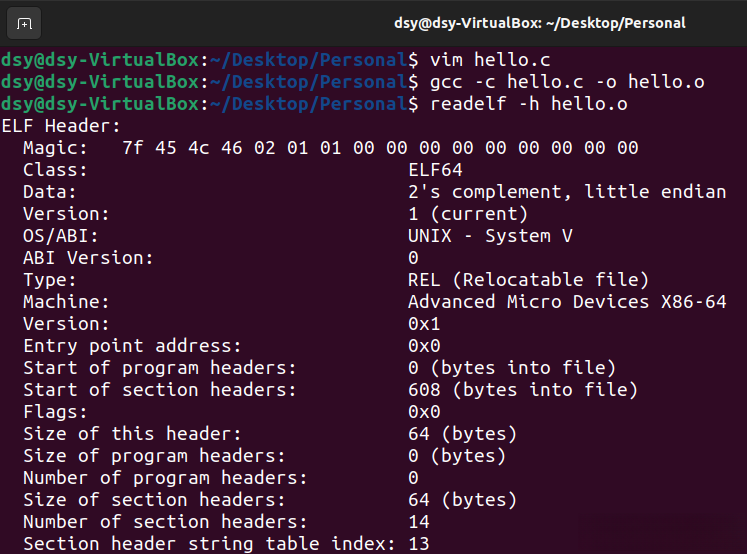 dsy@dsy-VirtualBox: ~/Desktop/Personal
dsy@dsy-VirtualBox:~/Desktop/Personal$ vim hello.c
dsy@dsy-VirtualBox:~/Desktop/Personal$ gcc -c hello.c -o hello.o
dsy@dsy-VirtualBox:~/Desktop/Personal$ readelf -h hello.o
ELF Header:
  Magic:   7f 45 4c 46 02 01 01 00 00 00 00 00 00 00 00 00
  Class:                             ELF64
  Data:                              2's complement, little endian
  Version:                           1 (current)
  OS/ABI:                            UNIX - System V
  ABI Version:                       0
  Type:                              REL (Relocatable file)
  Machine:                           Advanced Micro Devices X86-64
  Version:                           0x1
  Entry point address:               0x0
  Start of program headers:          0 (bytes into file)
  Start of section headers:          608 (bytes into file)
  Flags:                             0x0
  Size of this header:               64 (bytes)
  Size of program headers:           0 (bytes)
  Number of program headers:         0
  Size of section headers:           64 (bytes)
  Number of section headers:         14
  Section header string table index: 13